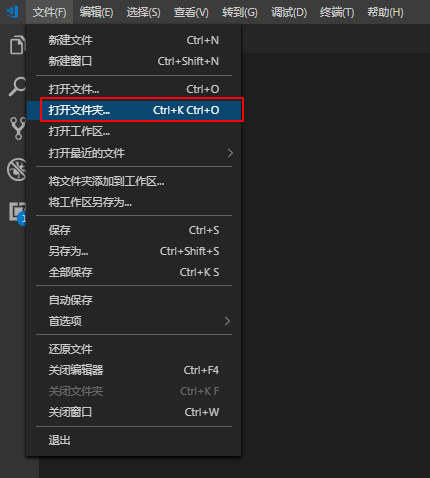 文件(F) 编辑(E) 选择(S) 查看(V) 转到(G) 调试(D) 终端(T) 帮助(H)
新建文件 Ctrl+N
新建窗口 Ctrl+Shift+N
打开文件... Ctrl+O
打开文件夹... Ctrl+K Ctrl+O
打开工作区...
打开最近的文件
将文件夹添加到工作区...
将工作区另存为...
保存 Ctrl+S
另存为... Ctrl+Shift+S
全部保存 Ctrl+K S
自动保存
首选项
还原文件
关闭编辑器 Ctrl+F4
关闭文件夹 Ctrl+K F
关闭窗口 Ctrl+W
退出